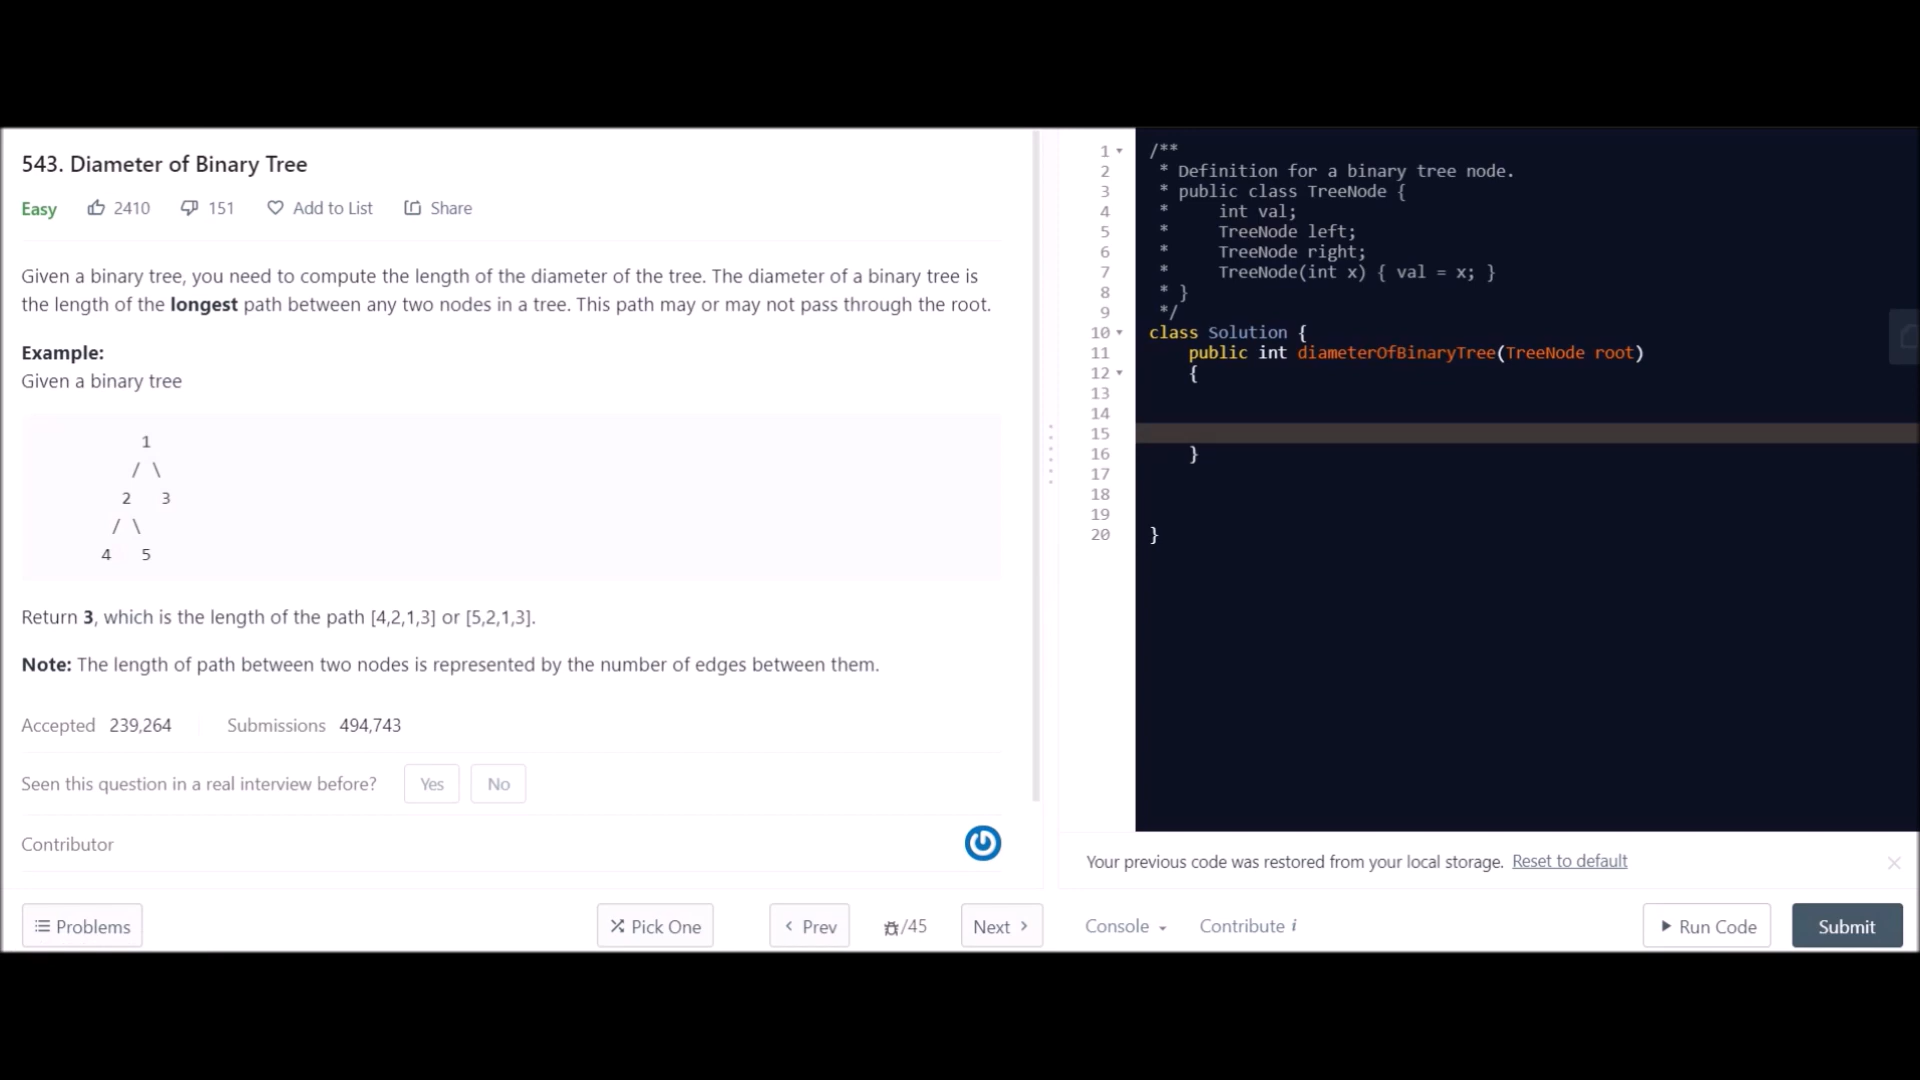 543. Diameter of Binary Tree
Easy 2410 151 Add to List Share
Given a binary tree, you need to compute the length of the diameter of the tree. The diameter of a binary tree is
the length of the longest path between any two nodes in a tree. This path may or may not pass through the root.
Example:
Given a binary tree
1
/ \
2 3
/ \
4 5
Return 3, which is the length of the path [4,2,1,3] or [5,2,1,3].
Note: The length of path between two nodes is represented by the number of edges between them.
Accepted 239,264 Submissions 494,743
Seen this question in a real interview before? Yes No
Contributor
Problems Pick One < Prev /45 Next >
1 /**
2 * Definition for a binary tree node.
3 * public class TreeNode {
4 *     int val;
5 *     TreeNode left;
6 *     TreeNode right;
7 *     TreeNode(int x) { val = x; }
8 * }
9 */
10 class Solution {
11     public int diameterOfBinaryTree(TreeNode root)
12     {
13
14
15
16     }
17
18
19
20 }
Your previous code was restored from your local storage. Reset to default
Console Contribute i Run Code Submit